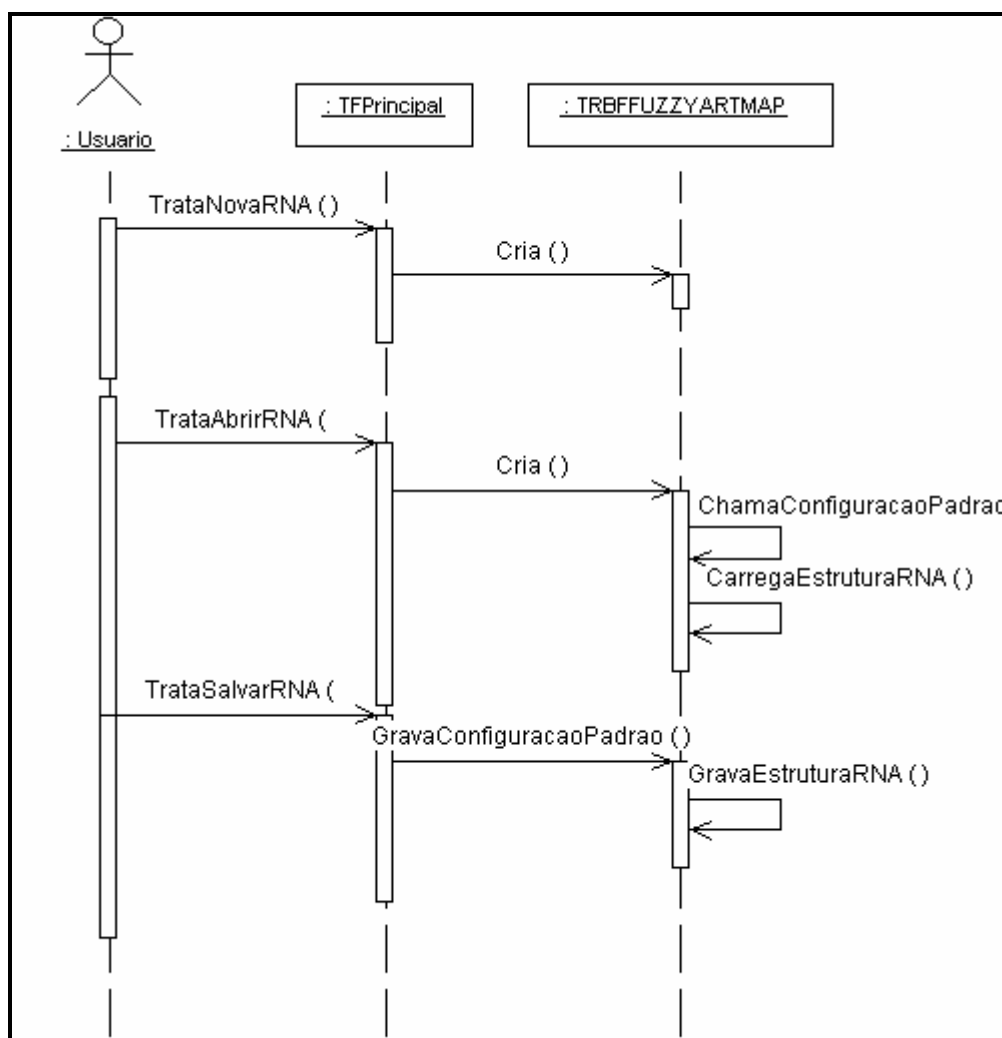 : Usuario
: TFPrincipal
: TRBFFUZZYARTMAP
TrataNovaRNA ()
Cria ()
TrataAbrirRNA (
Cria ()
ChamaConfiguracaoPadrao
CarregaEstruturaRNA ()
TrataSalvarRNA (
GravaConfiguracaoPadrao ()
GravaEstruturaRNA ()